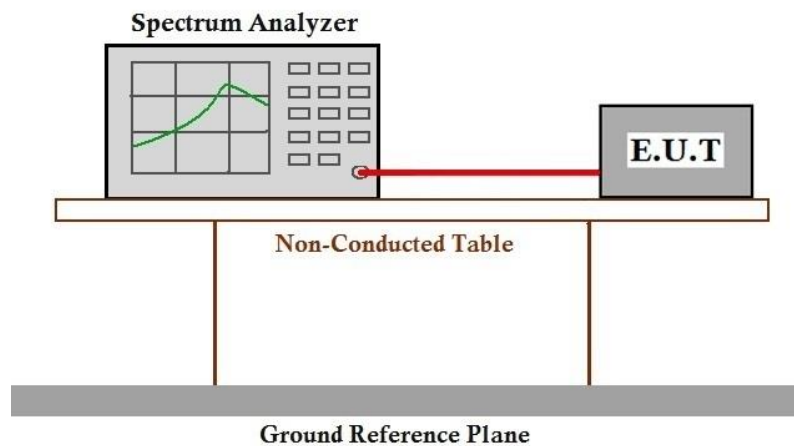 Spectrum Analyzer
E.U.T
Non-Conducted Table
Ground Reference Plane